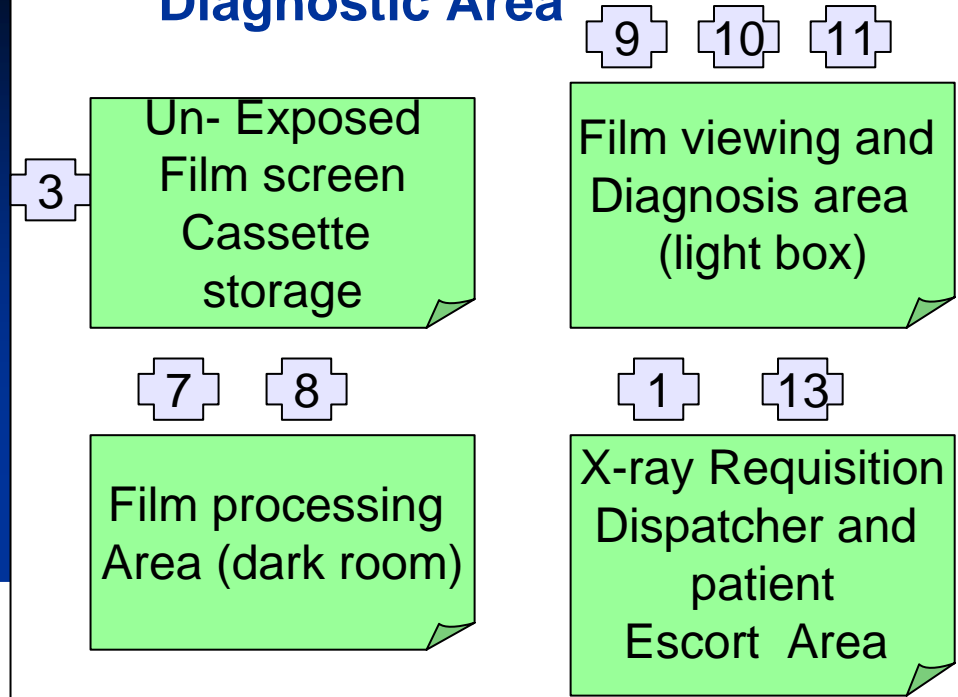 Diagnostic Area
9 10 11
Un- Exposed
Film screen
Cassette
storage
3
Film viewing and
Diagnosis area
(light box)
7 8
1 13
Film processing
Area (dark room)
X-ray Requisition
Dispatcher and
patient
Escort Area